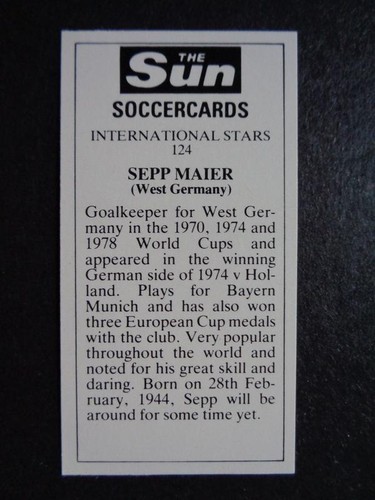 THE
Sun
SOCCERCARDS
INTERNATIONAL STARS
124
SEPP MAIER
(West Germany)
Goalkeeper for West Ger-
many in the 1970, 1974 and
1978 World Cups and
appeared in the winning
German side of 1974 v Hol-
land. Plays for Bayern
Munich and has also won
three European Cup medals
with the club. Very popular
throughout the world and
noted for his great skill and
daring. Born on 28th Feb-
ruary, 1944, Sepp will be
around for some time yet.